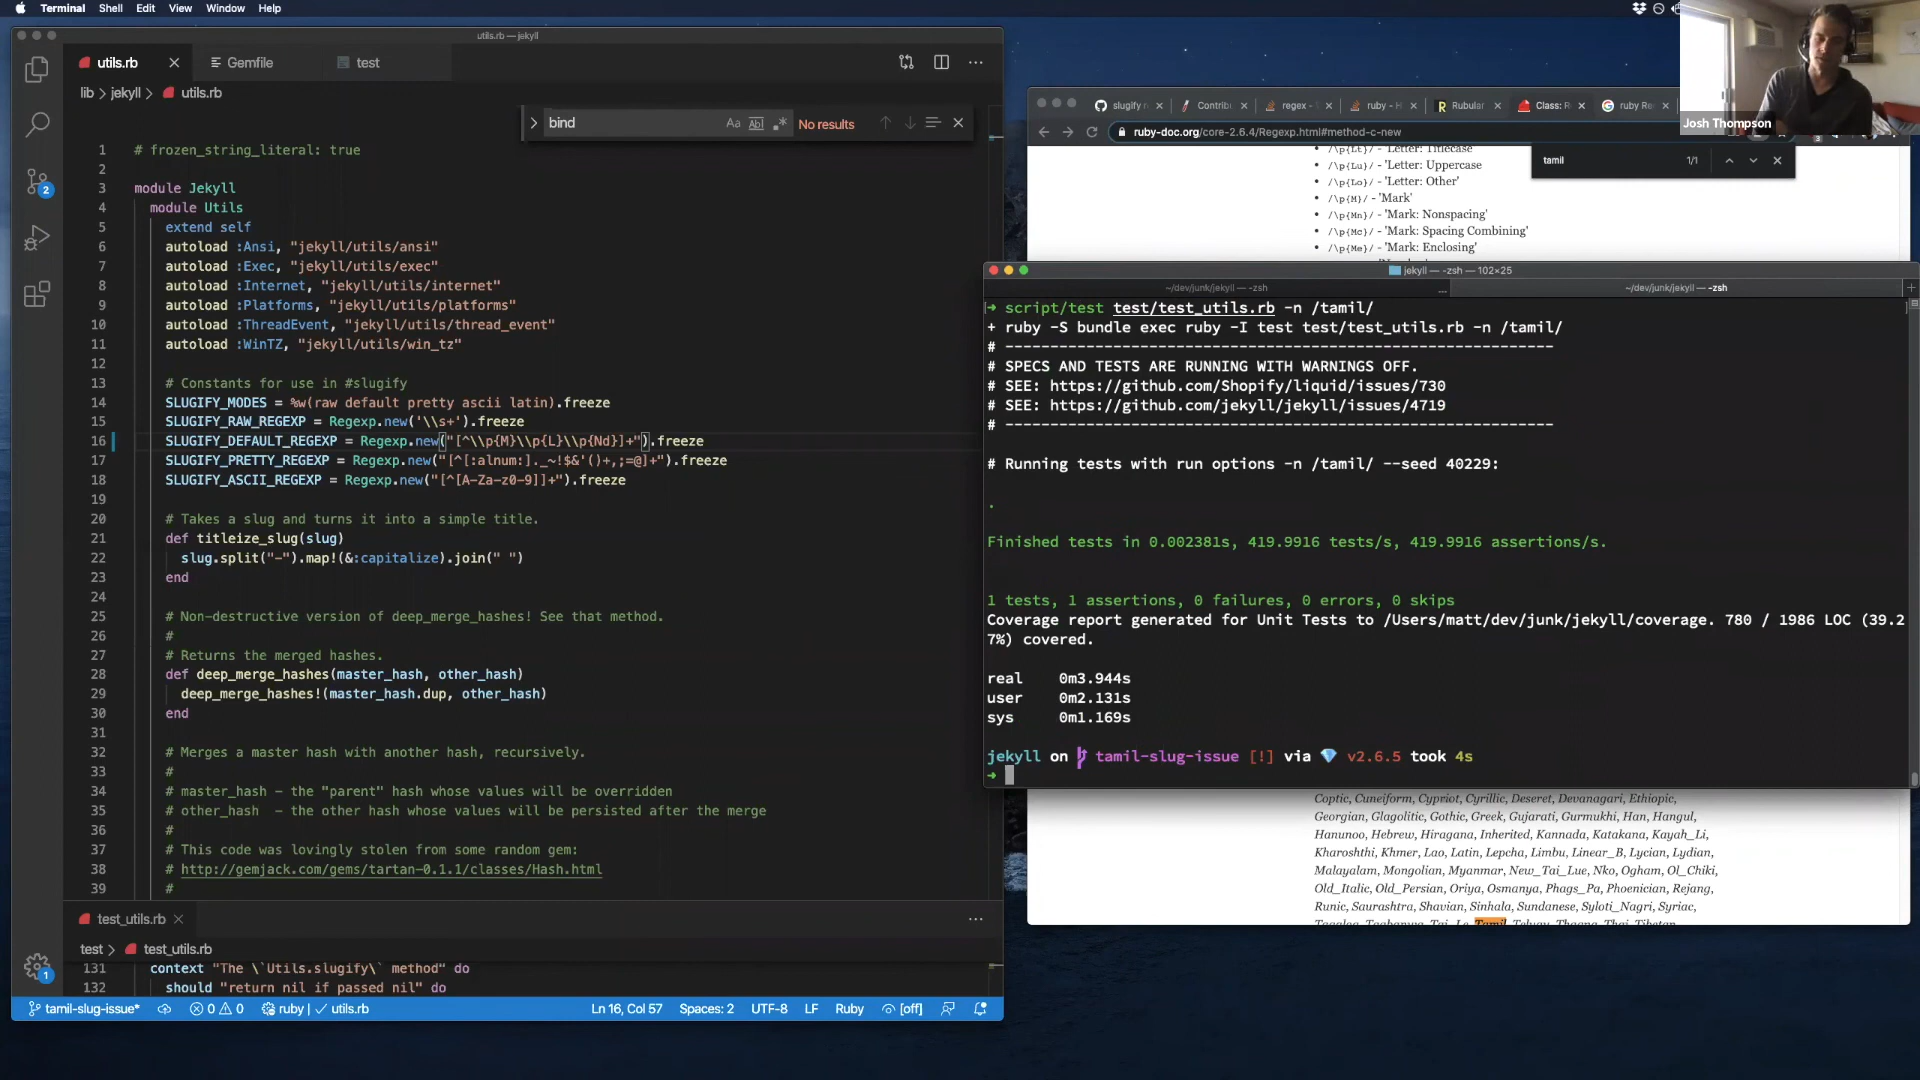 Terminal Shell Edit View Window Help
utils.rb — jekyll
utils.rb Gemfile test
lib jekyll utils.rb
bind Aa Abl No results
1 # frozen_string_literal: true
2
3 module Jekyll
4 module Utils
5 extend self
6 autoload :Ansi, "jekyll/utils/ansi"
7 autoload :Exec, "jekyll/utils/exec"
8 autoload :Internet, "jekyll/utils/internet"
9 autoload :Platforms, "jekyll/utils/platforms"
10 autoload :ThreadEvent, "jekyll/utils/thread_event"
11 autoload :WinTZ, "jekyll/utils/win_tz"
12
13 # Constants for use in #slugify
14 SLUGIFY_MODES = %w(raw default pretty ascii latin).freeze
15 SLUGIFY_RAW_REGEXP = Regexp.new('\\s+').freeze
16 SLUGIFY_DEFAULT_REGEXP = Regexp.new("[^\\p{M}\\p{L}\\p{Nd}]+").freeze
17 SLUGIFY_PRETTY_REGEXP = Regexp.new("[^[:alnum:]._~!$&'()+,;=@]+").freeze
18 SLUGIFY_ASCII_REGEXP = Regexp.new("[^[A-Za-z0-9]]+").freeze
19
20 # Takes a slug and turns it into a simple title.
21 def titleize_slug(slug)
22 slug.split("-").map!(&:capitalize).join(" ")
23 end
24
25 # Non-destructive version of deep_merge_hashes! See that method.
26 #
27 # Returns the merged hashes.
28 def deep_merge_hashes(master_hash, other_hash)
29 deep_merge_hashes!(master_hash.dup, other_hash)
30 end
31
32 # Merges a master hash with another hash, recursively.
33 #
34 # master_hash - the "parent" hash whose values will be overridden
35 # other_hash - the other hash whose values will be persisted after the merge
36 #
37 # This code was lovingly stolen from some random gem:
38 # http://gemjack.com/gems/tartan-0.1.1/classes/Hash.html
39 #
test_utils.rb
test test_utils.rb
131 context "The \`Utils.slugify\` method" do
132 should "return nil if passed nil" do
2
1
tamil-slug-issue* 0 0 ruby | utils.rb Ln 16, Col 57 Spaces: 2 UTF-8 LF Ruby [off]
slugify Contrib regex - ruby - H Rubular Class: R ruby Re
ruby-doc.org/core-2.6.4/Regexp.html#method-c-new
Josh Thompson
3
tamil 1/1
/\p{Lt}/ - 'Letter: Titlecase
/\p{Lu}/ - 'Letter: Uppercase
/\p{Lo}/ - 'Letter: Other'
/\p{M}/ - 'Mark'
/\p{Mn}/ - 'Mark: Nonspacing'
/\p{Mc}/ - 'Mark: Spacing Combining'
/\p{Me}/ - 'Mark: Enclosing'
jekyll — -zsh — 102×25
~/dev/junk/jekyll — -zsh ... ~/dev/junk/jekyll — -zsh
script/test test/test_utils.rb -n /tamil/
+ ruby -S bundle exec ruby -I test test/test_utils.rb -n /tamil/
# -------------------------------------------------------------
# SPECS AND TESTS ARE RUNNING WITH WARNINGS OFF.
# SEE: https://github.com/Shopify/liquid/issues/730
# SEE: https://github.com/jekyll/jekyll/issues/4719
# -------------------------------------------------------------
# Running tests with run options -n /tamil/ --seed 40229:
.
Finished tests in 0.002381s, 419.9916 tests/s, 419.9916 assertions/s.
1 tests, 1 assertions, 0 failures, 0 errors, 0 skips
Coverage report generated for Unit Tests to /Users/matt/dev/junk/jekyll/coverage. 780 / 1986 LOC (39.2
7%) covered.
real 0m3.944s
user 0m2.131s
sys 0m1.169s
jekyll on tamil-slug-issue [!] via v2.6.5 took 4s
Coptic, Cuneiform, Cypriot, Cyrillic, Deseret, Devanagari, Ethiopic,
Georgian, Glagolitic, Gothic, Greek, Gujarati, Gurmukhi, Han, Hangul,
Hanunoo, Hebrew, Hiragana, Inherited, Kannada, Katakana, Kayah_Li,
Kharoshthi, Khmer, Lao, Latin, Lepcha, Limbu, Linear_B, Lycian, Lydian,
Malayalam, Mongolian, Myanmar, New_Tai_Lue, Nko, Ogham, Ol_Chiki,
Old_Italic, Old_Persian, Oriya, Osmanya, Phags_Pa, Phoenician, Rejang,
Runic, Saurashtra, Shavian, Sinhala, Sundanese, Syloti_Nagri, Syriac,
Tagalog, Tagbanwa, Tai_Le, Tamil, Telugu, Thaana, Thai, Tibetan,